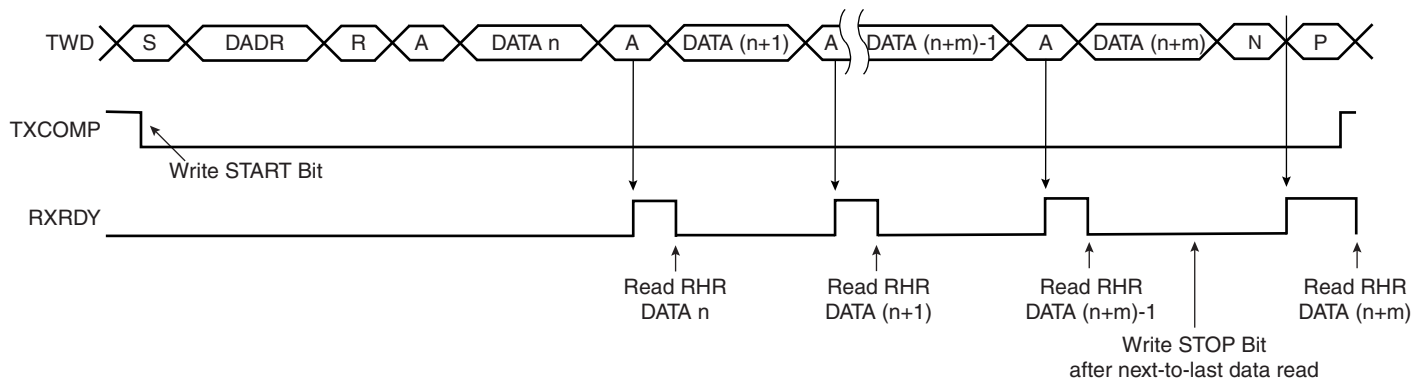 TWD S DADR R A DATA n A DATA (n+1) A DATA (n+m)-1 A DATA (n+m) N P
TXCOMP
Write START Bit
RXRDY
Read RHR Read RHR Read RHR Read RHR
DATA n DATA (n+1) DATA (n+m)-1 DATA (n+m)
Write STOP Bit
after next-to-last data read